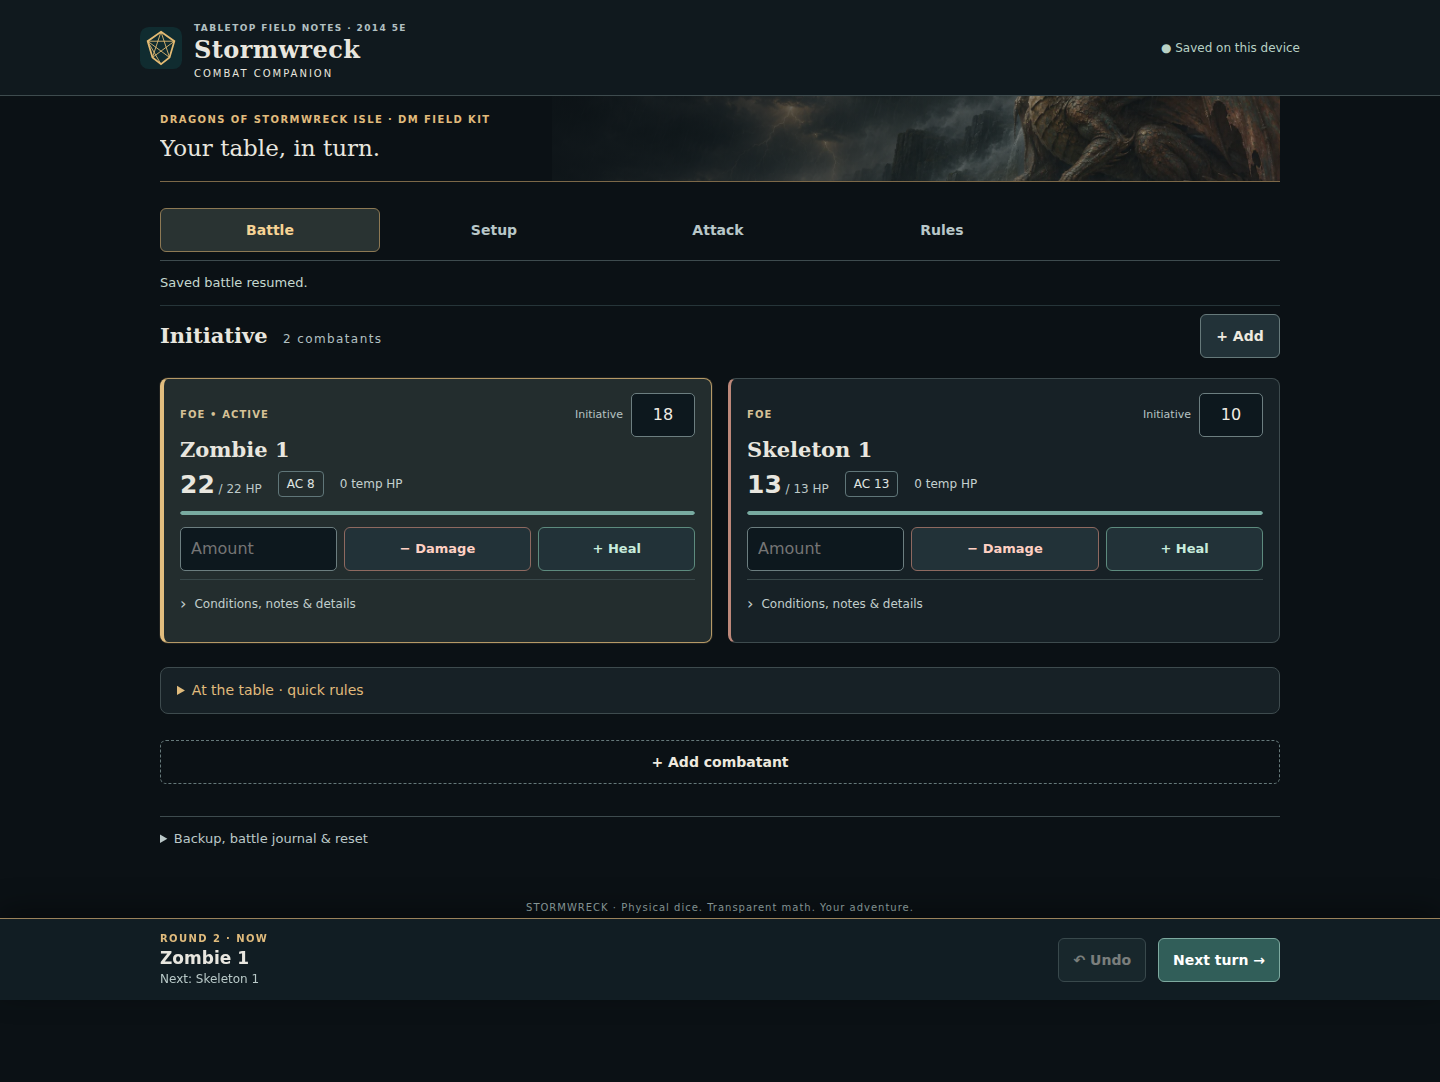 TABLETOP FIELD NOTES · 2014 5E
Stormwreck
COMBAT COMPANION
● Saved on this device
DRAGONS OF STORMWRECK ISLE · DM FIELD KIT
Your table, in turn.
Battle
Setup
Attack
Rules
Saved battle resumed.
Initiative 2 combatants
+ Add
FOE • ACTIVE
Initiative 18
Zombie 1
22 / 22 HP AC 8 0 temp HP
Amount − Damage + Heal
› Conditions, notes & details
FOE
Initiative 10
Skeleton 1
13 / 13 HP AC 13 0 temp HP
Amount − Damage + Heal
› Conditions, notes & details
▶ At the table · quick rules
+ Add combatant
▶ Backup, battle journal & reset
STORMWRECK · Physical dice. Transparent math. Your adventure.
ROUND 2 · NOW
Zombie 1
Next: Skeleton 1
↶ Undo
Next turn →